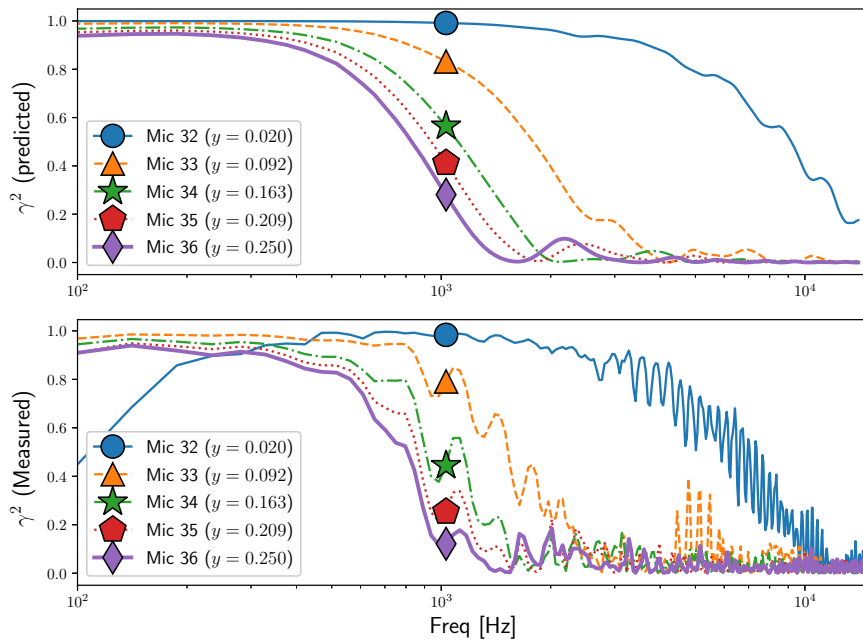 1.0
0.8
0.6
0.4
0.2
0.0
γ² (predicted)
Mic 32 (y = 0.020)
Mic 33 (y = 0.092)
Mic 34 (y = 0.163)
Mic 35 (y = 0.209)
Mic 36 (y = 0.250)
10² 10³ 10⁴
1.0
0.8
0.6
0.4
0.2
0.0
γ² (Measured)
Mic 32 (y = 0.020)
Mic 33 (y = 0.092)
Mic 34 (y = 0.163)
Mic 35 (y = 0.209)
Mic 36 (y = 0.250)
10² 10³ 10⁴
Freq [Hz]